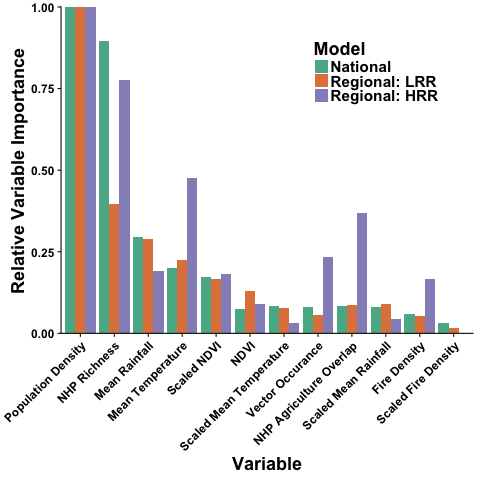 Relative Variable Importance
1.00
0.75
0.50
0.25
0.00
Model
National
Regional: LRR
Regional: HRR
Population Density
NHP Richness
Mean Rainfall
Mean Temperature
Scaled NDVI
NDVI
Scaled Mean Temperature
Vector Occurance
NHP Agriculture Overlap
Scaled Mean Rainfall
Fire Density
Scaled Fire Density
Variable